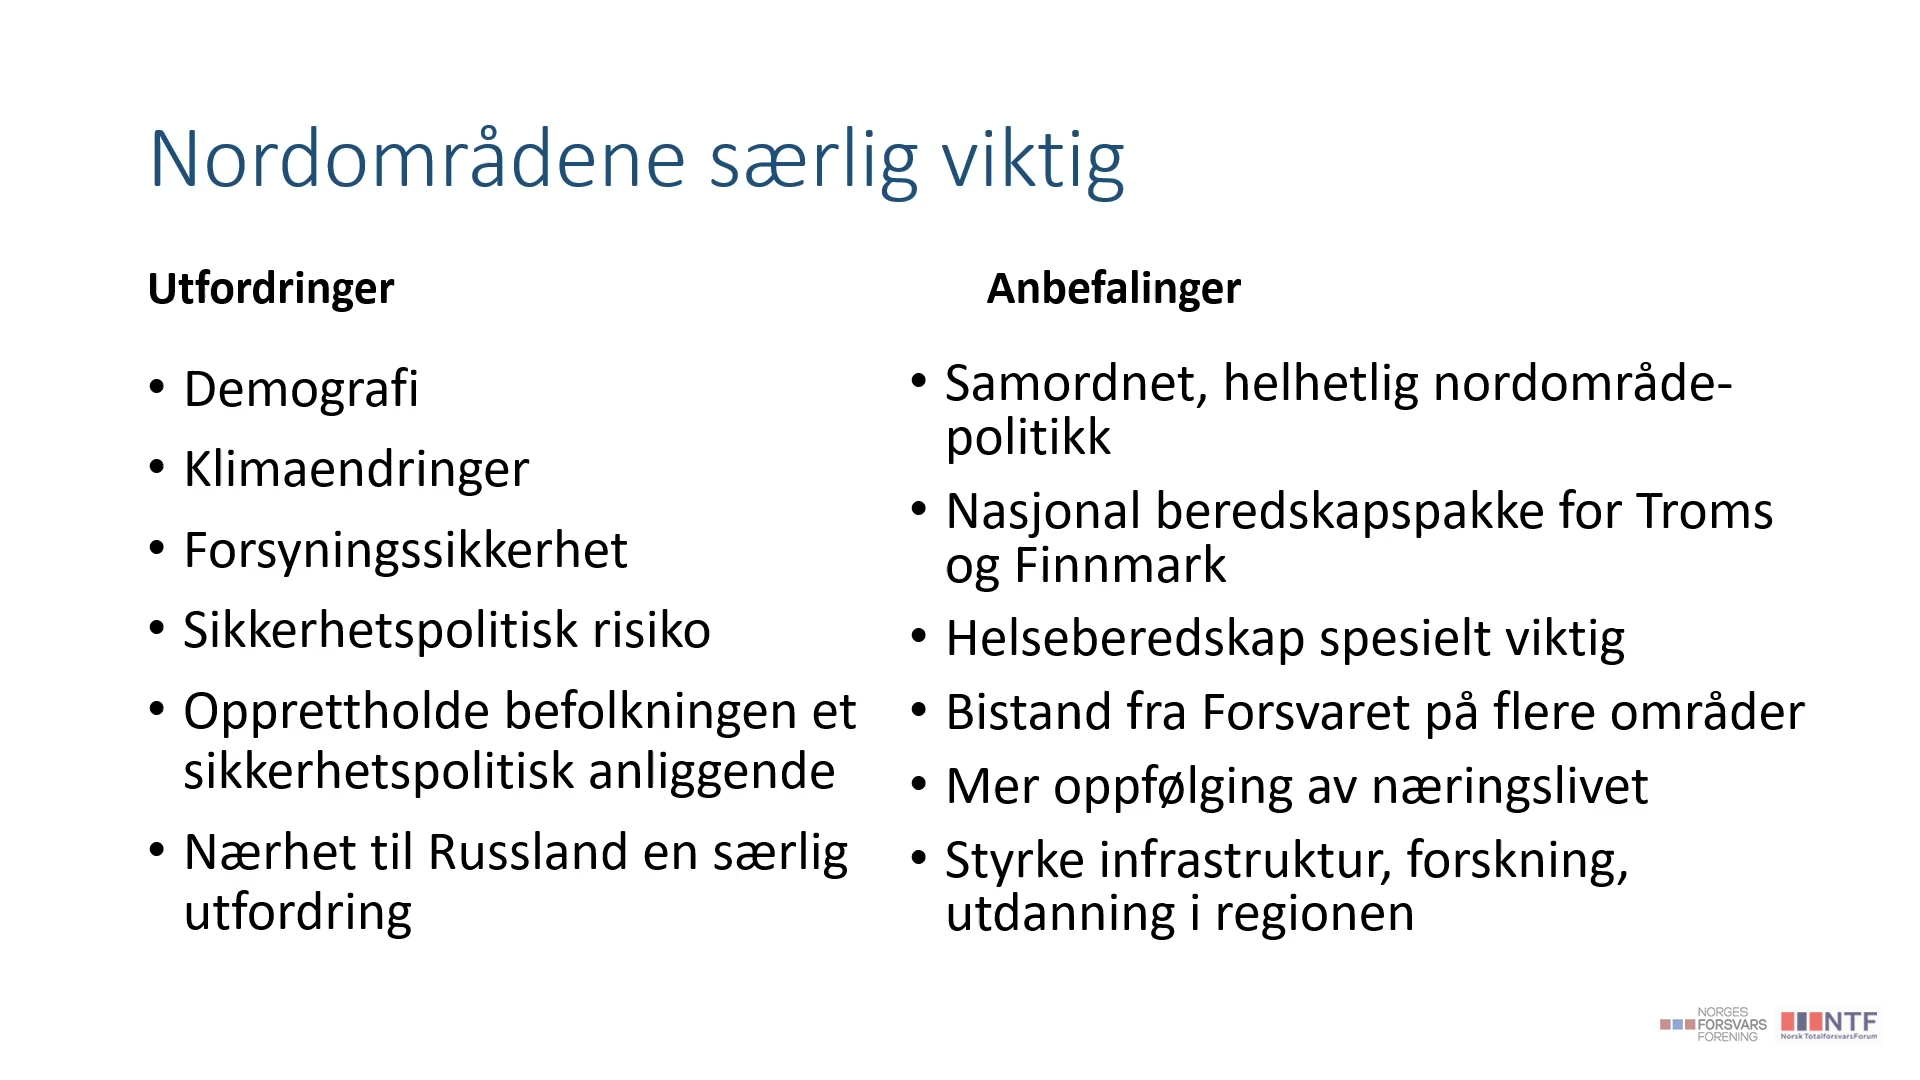 Nordområdene særlig viktig
Utfordringer
• Demografi
• Klimaendringer
• Forsyningssikkerhet
• Sikkerhetspolitisk risiko
• Opprettholde befolkningen et
sikkerhetspolitisk anliggende
• Nærhet til Russland en særlig
utfordring
Anbefalinger
• Samordnet, helhetlig nordområde-
politikk
• Nasjonal beredskapspakke for Troms
og Finnmark
• Helseberedskap spesielt viktig
• Bistand fra Forsvaret på flere områder
• Mer oppfølging av næringslivet
• Styrke infrastruktur, forskning,
utdanning i regionen
NORGES
FORSVARS
FORENING
NTF
Norsk TotalforsvarsForum